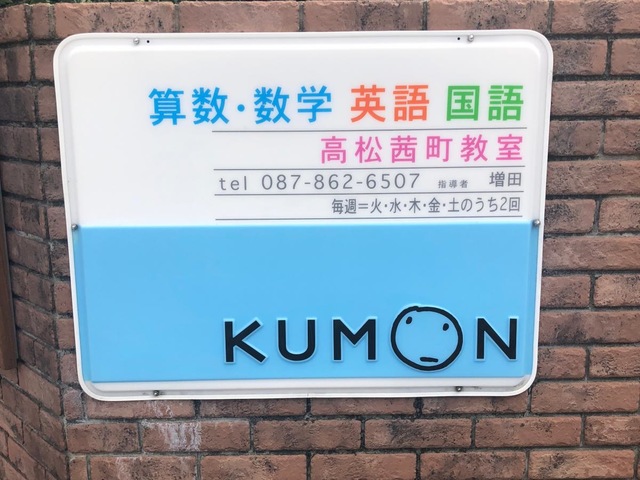 算数・数学 英語 国語
高松茜町教室
tel 087-862-6507 指導者 増田
毎週=火・水・木・金・土のうち2回
KUMON